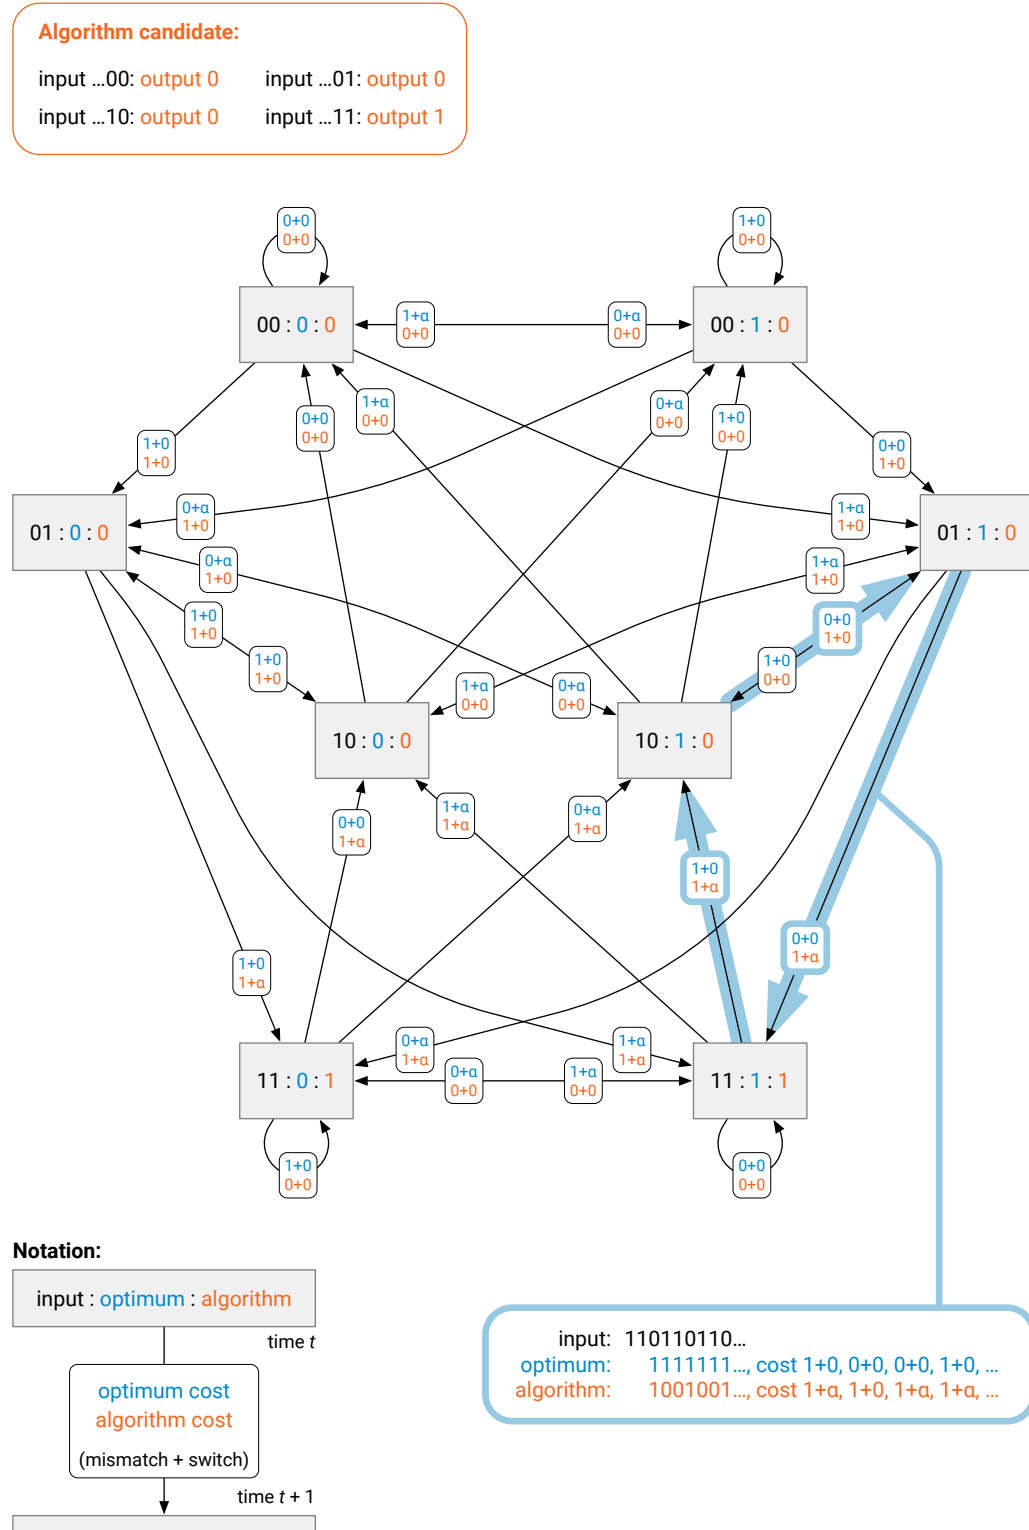 Algorithm candidate:
input ...00: output 0 input ...01: output 0
input ...10: output 0 input ...11: output 1
0+0
0+0
1+0
0+0
00 : 0 : 0
1+α
0+0
0+α
0+0
00 : 1 : 0
1+α
0+0
0+0
0+0
0+α
0+0
1+0
0+0
1+0
1+0
0+0
1+0
01 : 0 : 0
0+α
1+0
1+α
1+0
01 : 1 : 0
0+α
1+0
1+α
1+0
1+0
1+0
0+0
1+0
1+0
1+0
1+α
0+0
0+α
0+0
1+0
0+0
10 : 0 : 0
10 : 1 : 0
0+0
1+α
1+α
1+α
0+α
1+α
1+0
1+α
1+0
1+α
0+0
1+α
0+α
1+α
1+α
1+α
11 : 0 : 1
0+α
0+0
1+α
0+0
11 : 1 : 1
1+0
0+0
0+0
0+0
Notation:
input : optimum : algorithm
time t
optimum cost
algorithm cost
(mismatch + switch)
time t + 1
input: 110110110...
optimum: 1111111..., cost 1+0, 0+0, 0+0, 1+0, ...
algorithm: 1001001..., cost 1+α, 1+0, 1+α, 1+α, ...